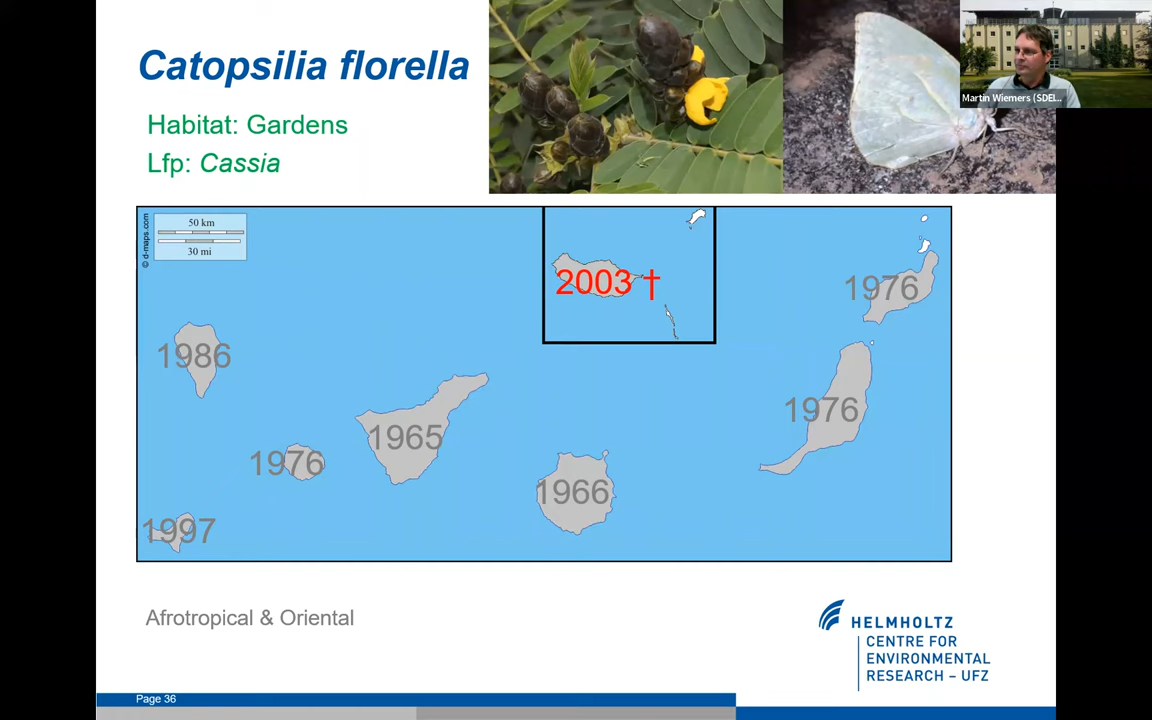 Catopsilia florella
Habitat: Gardens
Lfp: Cassia
Martin Wiemers (SDEI...
© d-maps.com
50 km
30 mi
2003 †
1976
1986
1976
1965
1976
1966
1997
Afrotropical & Oriental
HELMHOLTZ
CENTRE FOR
ENVIRONMENTAL
RESEARCH – UFZ
Page 36